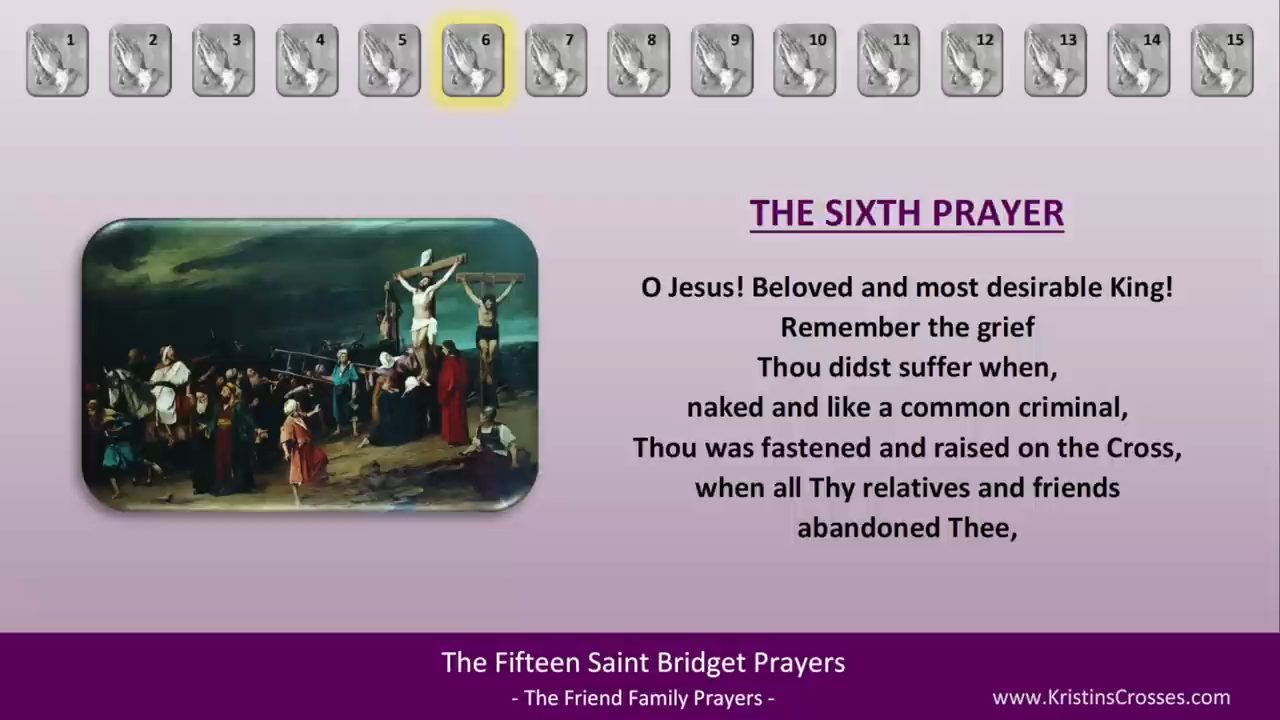 1 2 3 4 5 6 7 8 9 10 11 12 13 14 15
THE SIXTH PRAYER
O Jesus! Beloved and most desirable King!
Remember the grief
Thou didst suffer when,
naked and like a common criminal,
Thou was fastened and raised on the Cross,
when all Thy relatives and friends
abandoned Thee,
The Fifteen Saint Bridget Prayers
- The Friend Family Prayers -
www.KristinsCrosses.com